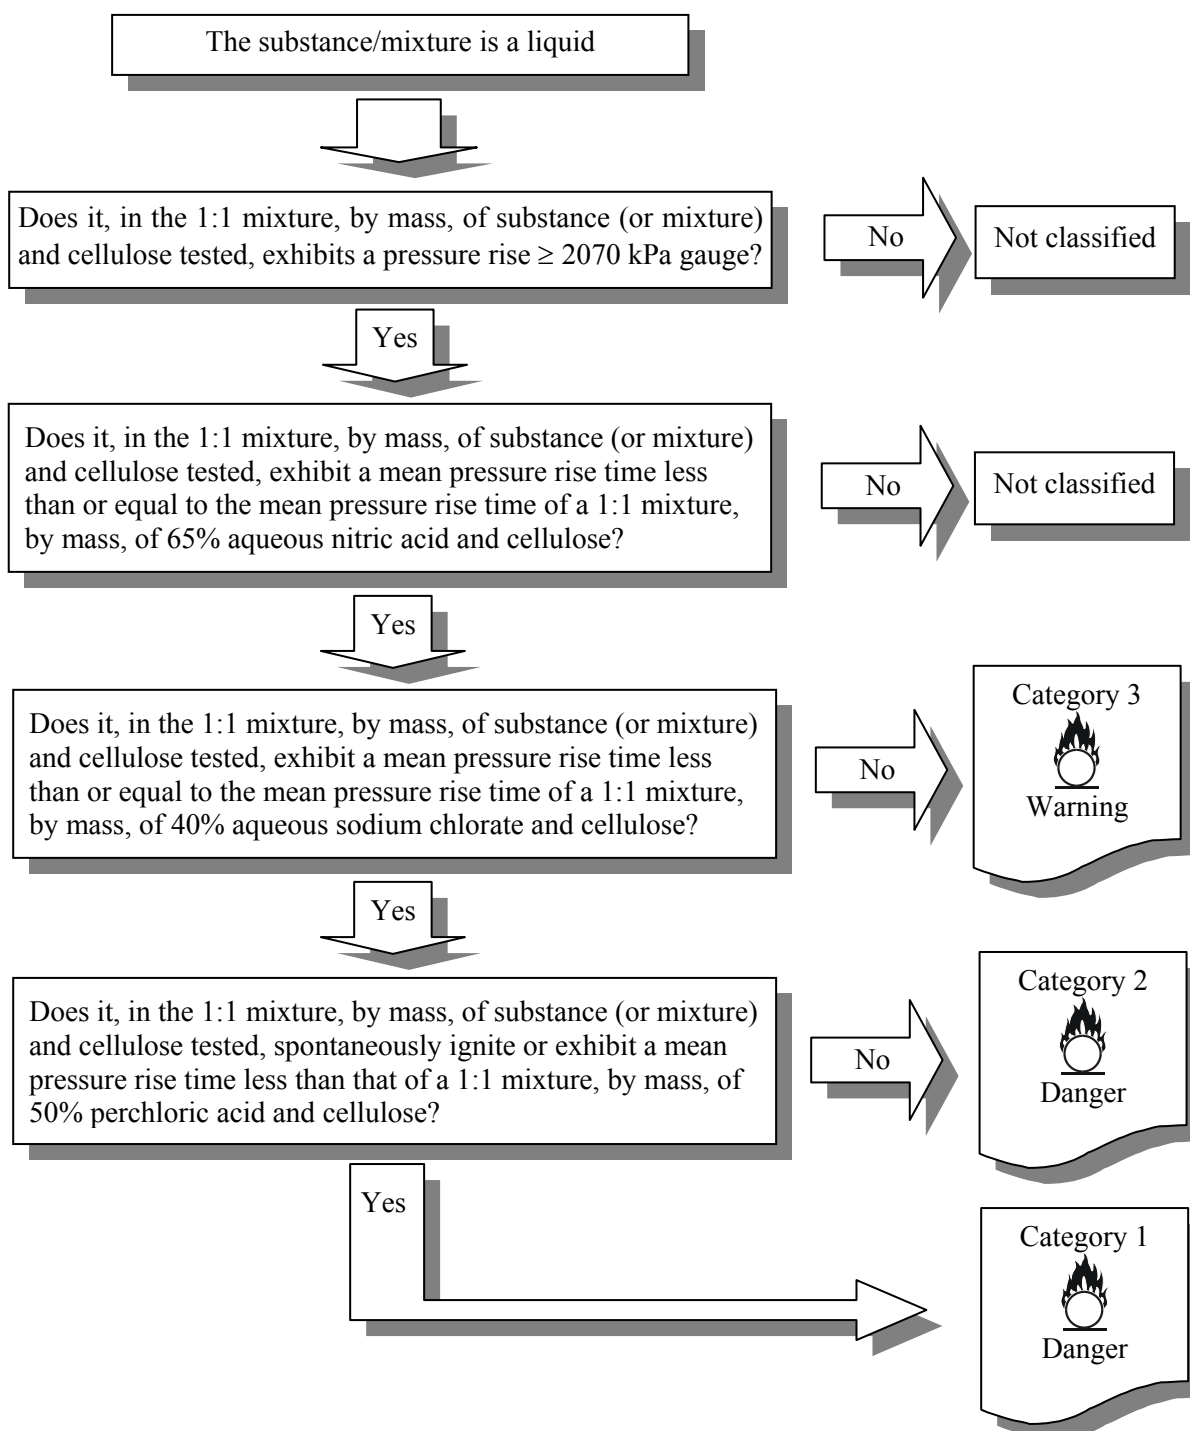 The substance/mixture is a liquid
Does it, in the 1:1 mixture, by mass, of substance (or mixture)
and cellulose tested, exhibits a pressure rise ≥ 2070 kPa gauge?
No
Not classified
Yes
Does it, in the 1:1 mixture, by mass, of substance (or mixture)
and cellulose tested, exhibit a mean pressure rise time less
than or equal to the mean pressure rise time of a 1:1 mixture,
by mass, of 65% aqueous nitric acid and cellulose?
No
Not classified
Yes
Does it, in the 1:1 mixture, by mass, of substance (or mixture)
and cellulose tested, exhibit a mean pressure rise time less
than or equal to the mean pressure rise time of a 1:1 mixture,
by mass, of 40% aqueous sodium chlorate and cellulose?
No
Category 3
Warning
Yes
Does it, in the 1:1 mixture, by mass, of substance (or mixture)
and cellulose tested, spontaneously ignite or exhibit a mean
pressure rise time less than that of a 1:1 mixture, by mass, of
50% perchloric acid and cellulose?
No
Category 2
Danger
Yes
Category 1
Danger